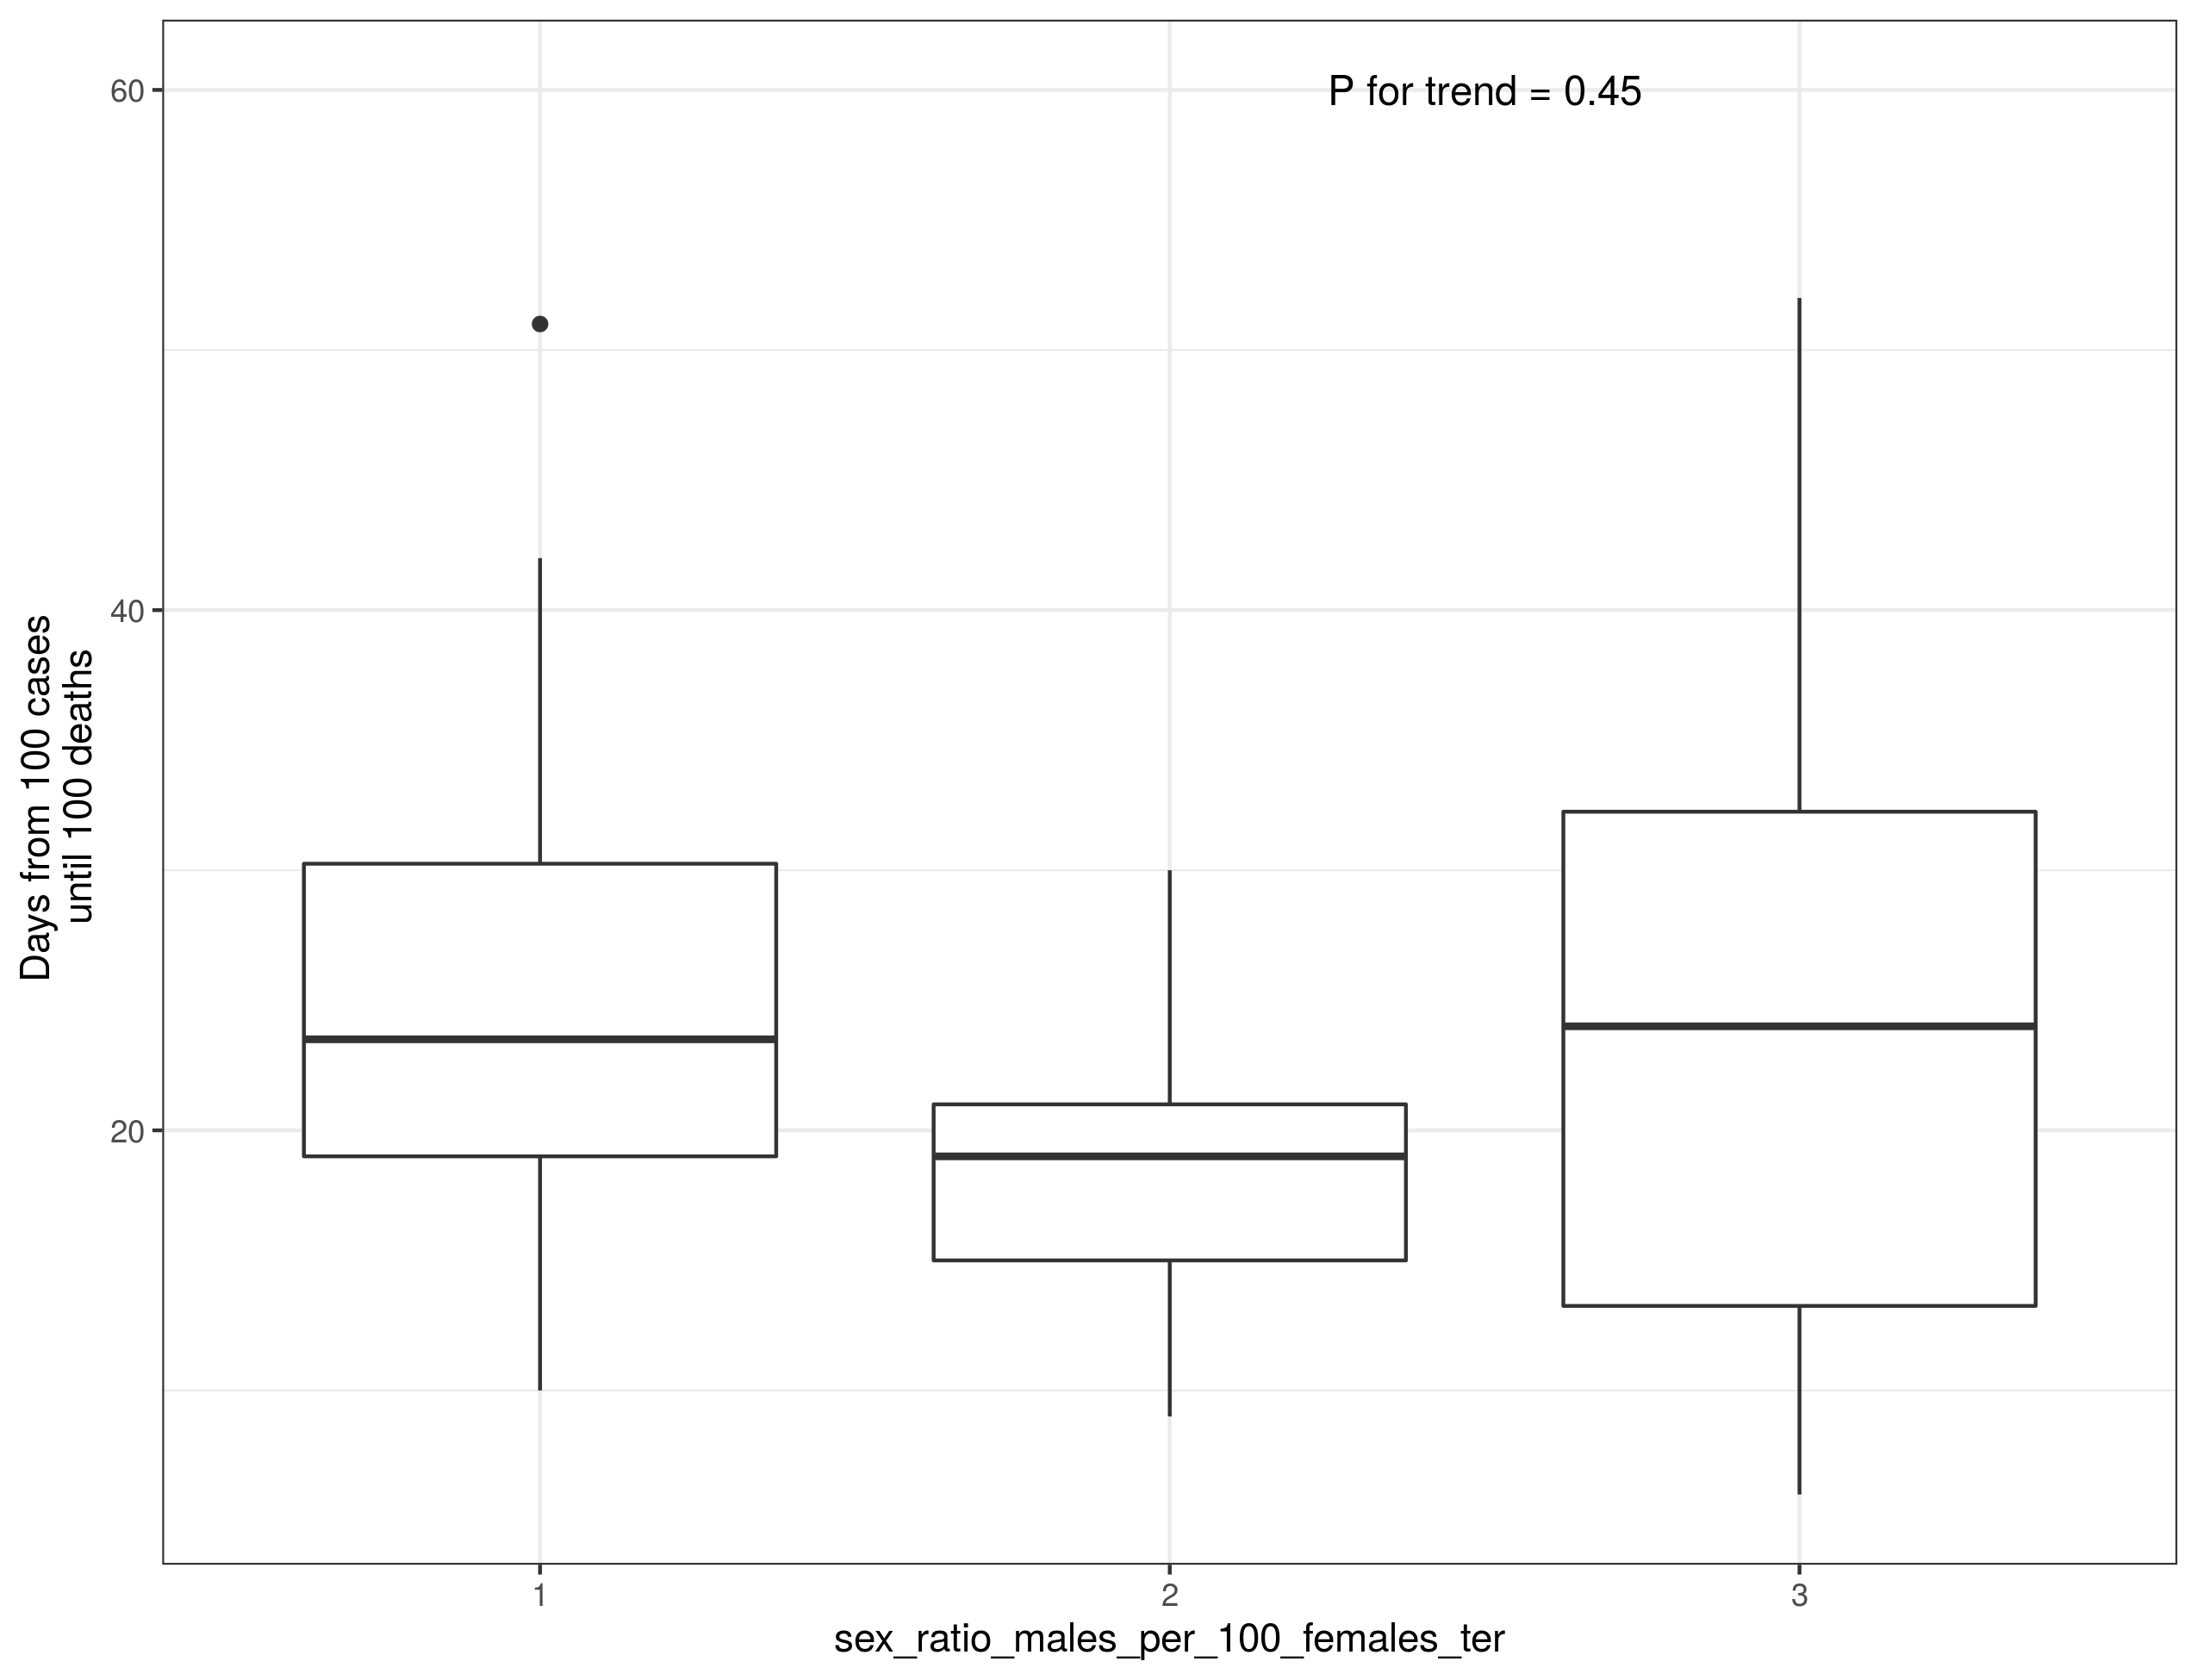 P for trend = 0.45
60
40
20
Days from 100 cases
until 100 deaths
1
2
3
sex_ratio_males_per_100_females_ter